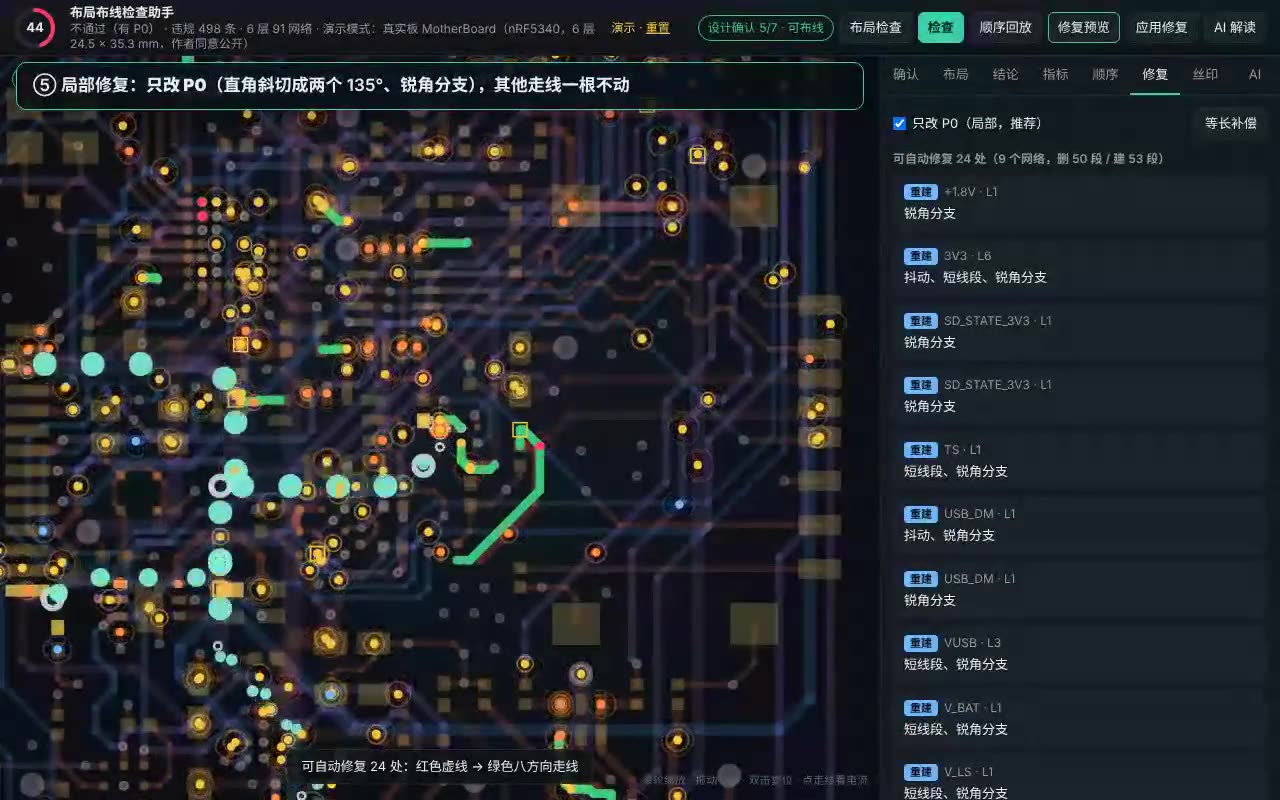 44
布局布线检查助手
不通过（有 P0） · 违规 498 条 · 6 层 91 网络 · 演示模式：真实板 MotherBoard（nRF5340，6 层
24.5 × 35.3 mm，作者同意公开）
演示 · 重置
设计确认 5/7 · 可布线
布局检查
检查
顺序回放
修复预览
应用修复
AI 解读
⑤ 局部修复：只改 P0（直角斜切成两个 135°、锐角分支），其他走线一根不动
确认
布局
结论
指标
顺序
修复
丝印
AI
只改 P0（局部，推荐）
等长补偿
可自动修复 24 处（9 个网络，删 50 段 / 建 53 段）
重建 +1.8V · L1
锐角分支
重建 3V3 · L6
抖动、短线段、锐角分支
重建 SD_STATE_3V3 · L1
锐角分支
重建 SD_STATE_3V3 · L1
锐角分支
重建 TS · L1
短线段、锐角分支
重建 USB_DM · L1
抖动、锐角分支
重建 USB_DM · L1
锐角分支
重建 VUSB · L3
短线段、锐角分支
重建 V_BAT · L1
短线段、锐角分支
重建 V_LS · L1
短线段、锐角分支
可自动修复 24 处：红色虚线 → 绿色八方向走线
双击复位 · 点走线看电流